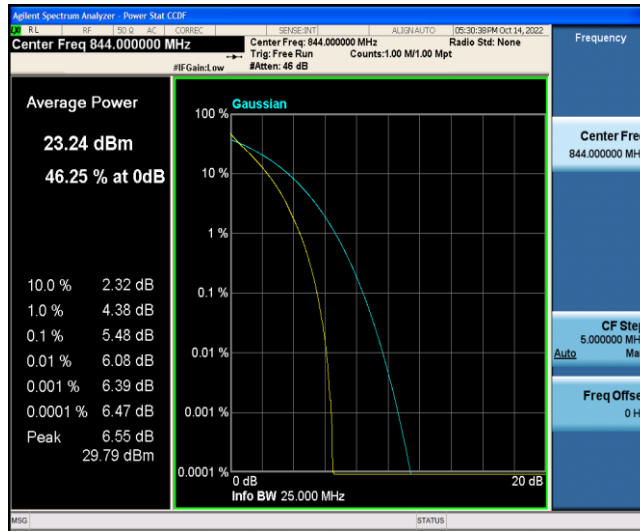 Agilent Spectrum Analyzer - Power Stat CCDF
RL RF 50 Ω AC CORREC SENSE:INT ALIGN AUTO 05:30:38PM Oct 14, 2022
Center Freq 844.000000 MHz
Center Freq: 844.000000 MHz Radio Std: None
Trig: Free Run Counts:1.00 M/1.00 Mpt
#IFGain:Low #Atten: 46 dB
Frequency
Average Power
23.24 dBm
46.25 % at 0dB
10.0 % 2.32 dB
1.0 % 4.38 dB
0.1 % 5.48 dB
0.01 % 6.08 dB
0.001 % 6.39 dB
0.0001 % 6.47 dB
Peak 6.55 dB
29.79 dBm
Gaussian
100 %
10 %
1 %
0.1 %
0.01 %
0.001 %
0.0001 %
0 dB 20 dB
Info BW 25.000 MHz
Center Fre
844.000000 MH
CF Step
5.000000 MH
Auto Ma
Freq Offse
0 H
MSG STATUS